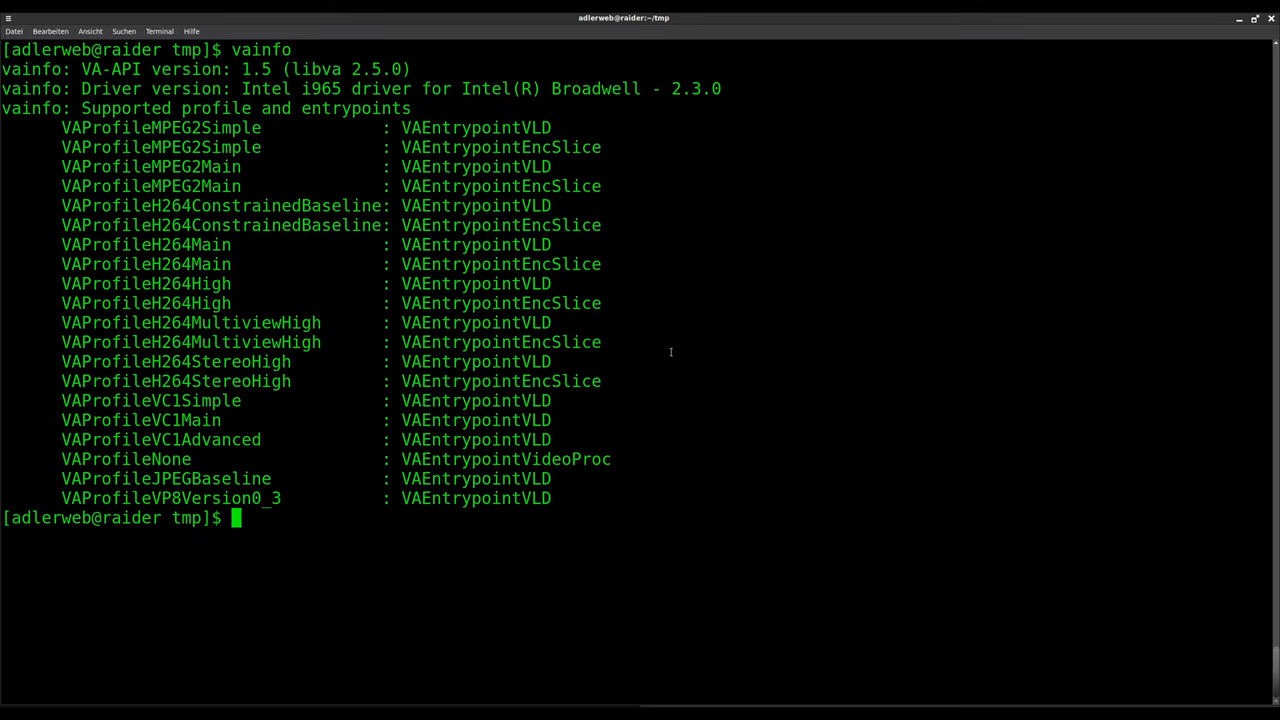 adlerweb@raider:~/tmp
Datei Bearbeiten Ansicht Suchen Terminal Hilfe
[adlerweb@raider tmp]$ vainfo
vainfo: VA-API version: 1.5 (libva 2.5.0)
vainfo: Driver version: Intel i965 driver for Intel(R) Broadwell - 2.3.0
vainfo: Supported profile and entrypoints
VAProfileMPEG2Simple : VAEntrypointVLD
VAProfileMPEG2Simple : VAEntrypointEncSlice
VAProfileMPEG2Main : VAEntrypointVLD
VAProfileMPEG2Main : VAEntrypointEncSlice
VAProfileH264ConstrainedBaseline: VAEntrypointVLD
VAProfileH264ConstrainedBaseline: VAEntrypointEncSlice
VAProfileH264Main : VAEntrypointVLD
VAProfileH264Main : VAEntrypointEncSlice
VAProfileH264High : VAEntrypointVLD
VAProfileH264High : VAEntrypointEncSlice
VAProfileH264MultiviewHigh : VAEntrypointVLD
VAProfileH264MultiviewHigh : VAEntrypointEncSlice
VAProfileH264StereoHigh : VAEntrypointVLD
VAProfileH264StereoHigh : VAEntrypointEncSlice
VAProfileVC1Simple : VAEntrypointVLD
VAProfileVC1Main : VAEntrypointVLD
VAProfileVC1Advanced : VAEntrypointVLD
VAProfileNone : VAEntrypointVideoProc
VAProfileJPEGBaseline : VAEntrypointVLD
VAProfileVP8Version0_3 : VAEntrypointVLD
[adlerweb@raider tmp]$